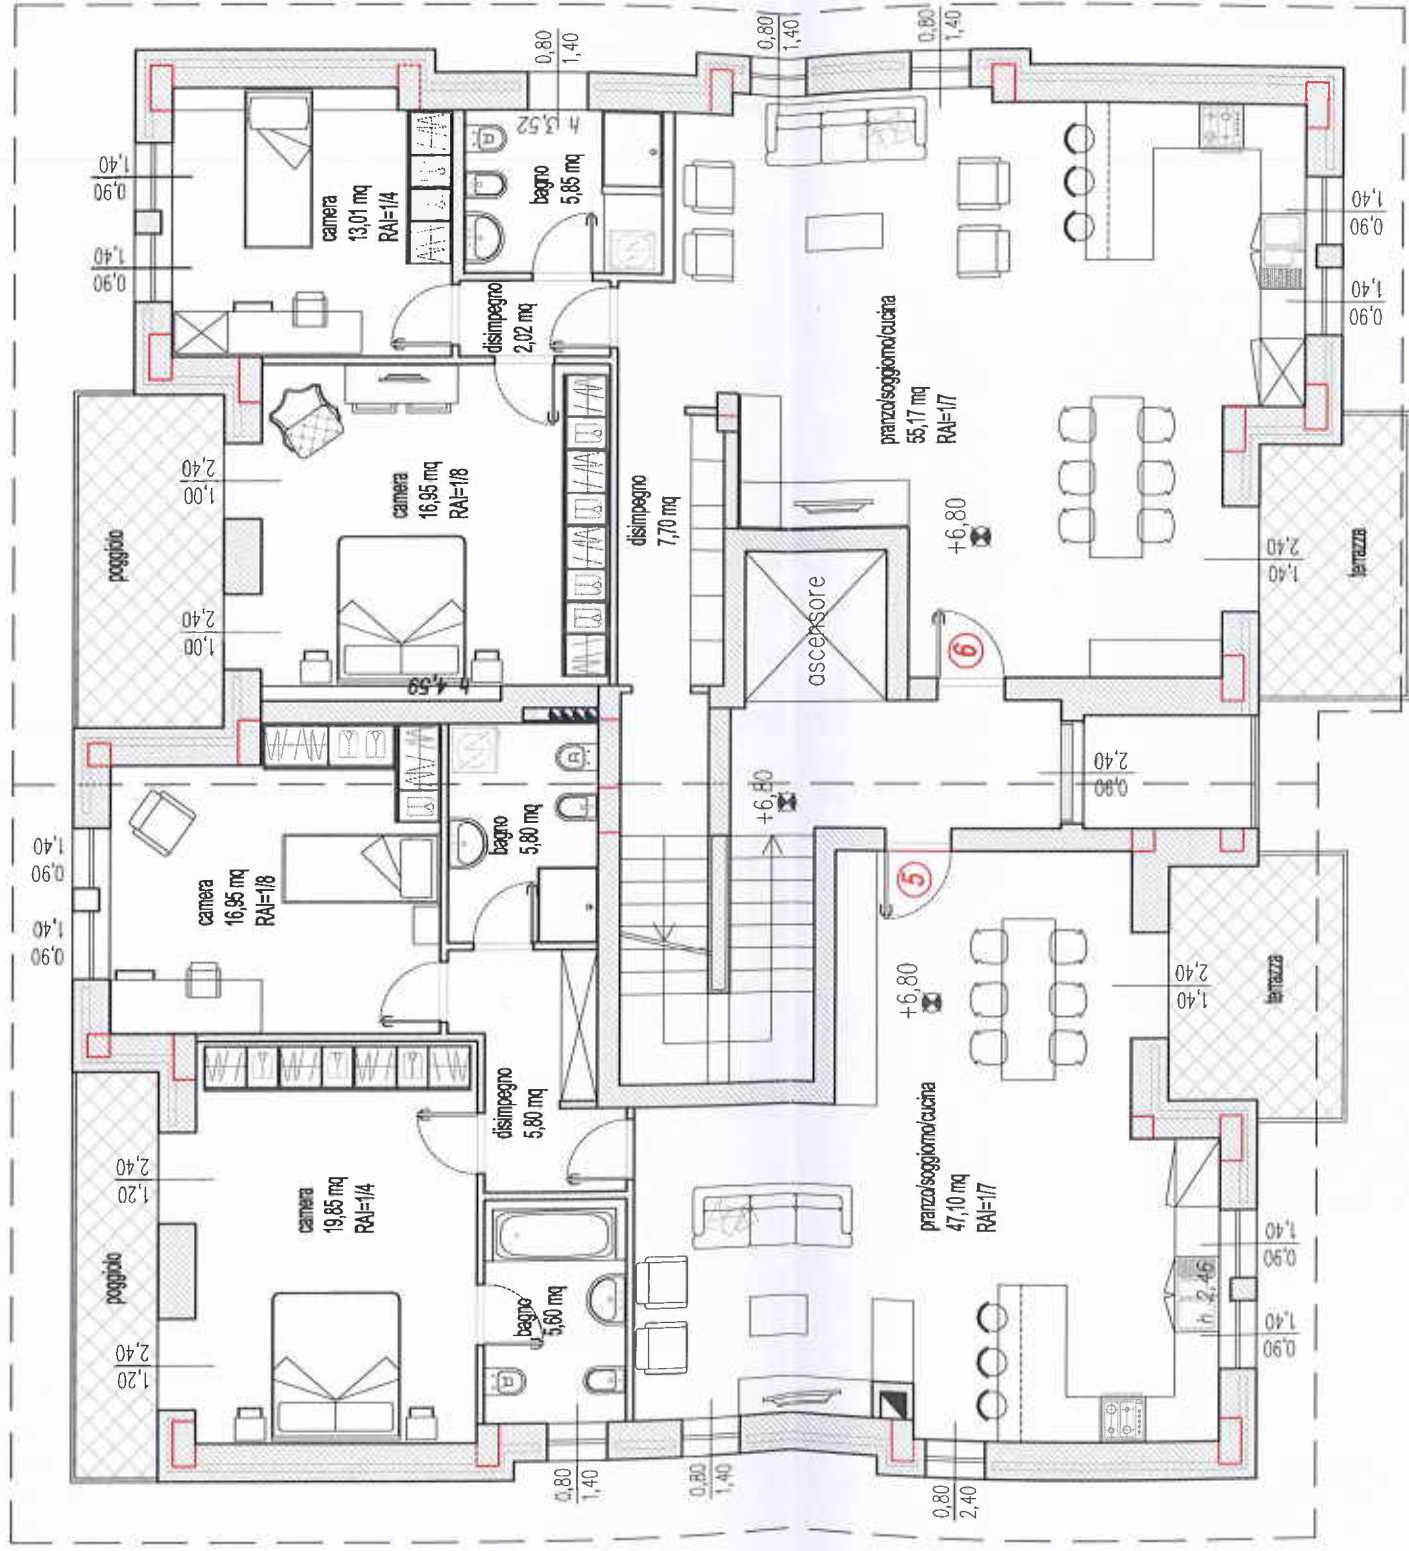 0,80
1,40
0,80
1,40
0,80
1,40
1,40
0,90
1,40
0,90
camera
13,01 mq
RAI=1/4
h 3,52
bagno
5,85 mq
disimpegno
2,02 mq
poggiolo
2,40
1,00
2,40
1,00
camera
16,95 mq
RAI=1/8
h 4,59
disimpegno
7,70 mq
pranzo/soggiorno/cucina
55,17 mq
RAI=1/7
1,40
0,90
1,40
0,90
+6,80
ascensore
6
2,40
1,40
terrazza
1,40
0,90
1,40
0,90
camera
16,95 mq
RAI=1/8
bagno
5,80 mq
+6,80
2,40
0,90
5
+6,80
2,40
1,40
terrazza
disimpegno
5,80 mq
poggiolo
2,40
1,20
2,40
1,20
camera
19,85 mq
RAI=1/4
bagno
5,60 mq
pranzo/soggiorno/cucina
47,10 mq
RAI=1/7
h 2,46
1,40
0,90
1,40
0,90
0,80
1,40
0,80
1,40
0,80
2,40